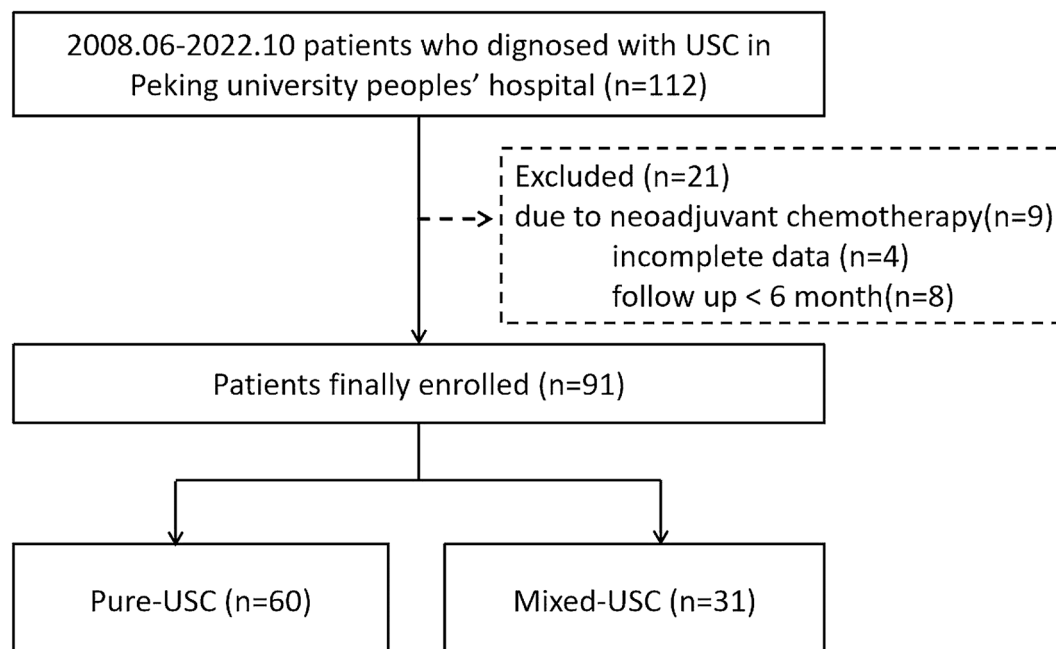 2008.06-2022.10 patients who dignosed with USC in
Peking university peoples’ hospital (n=112)
Excluded (n=21)
due to neoadjuvant chemotherapy(n=9)
incomplete data (n=4)
follow up < 6 month(n=8)
Patients finally enrolled (n=91)
Pure-USC (n=60)
Mixed-USC (n=31)